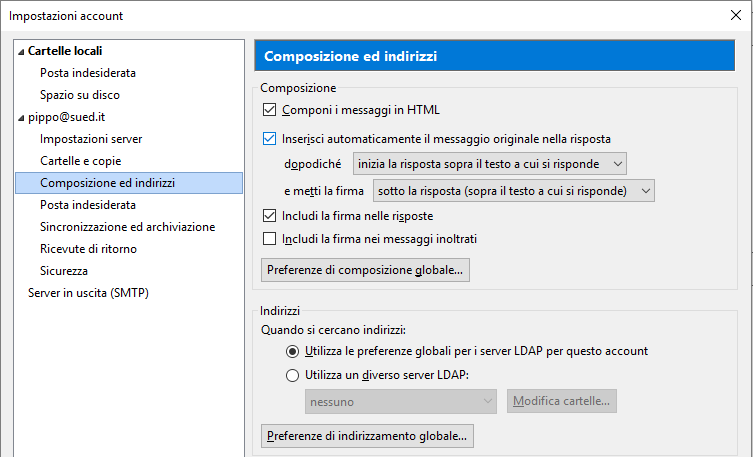 Impostazioni account
Cartelle locali
Posta indesiderata
Spazio su disco
pippo@sued.it
Impostazioni server
Cartelle e copie
Composizione ed indirizzi
Posta indesiderata
Sincronizzazione ed archiviazione
Ricevute di ritorno
Sicurezza
Server in uscita (SMTP)
Composizione ed indirizzi
Composizione
Componi i messaggi in HTML
Inserisci automaticamente il messaggio originale nella risposta
dopodiché inizia la risposta sopra il testo a cui si risponde
e metti la firma sotto la risposta (sopra il testo a cui si risponde)
Includi la firma nelle risposte
Includi la firma nei messaggi inoltrati
Preferenze di composizione globale...
Indirizzi
Quando si cercano indirizzi:
Utilizza le preferenze globali per i server LDAP per questo account
Utilizza un diverso server LDAP:
nessuno Modifica cartelle...
Preferenze di indirizzamento globale...